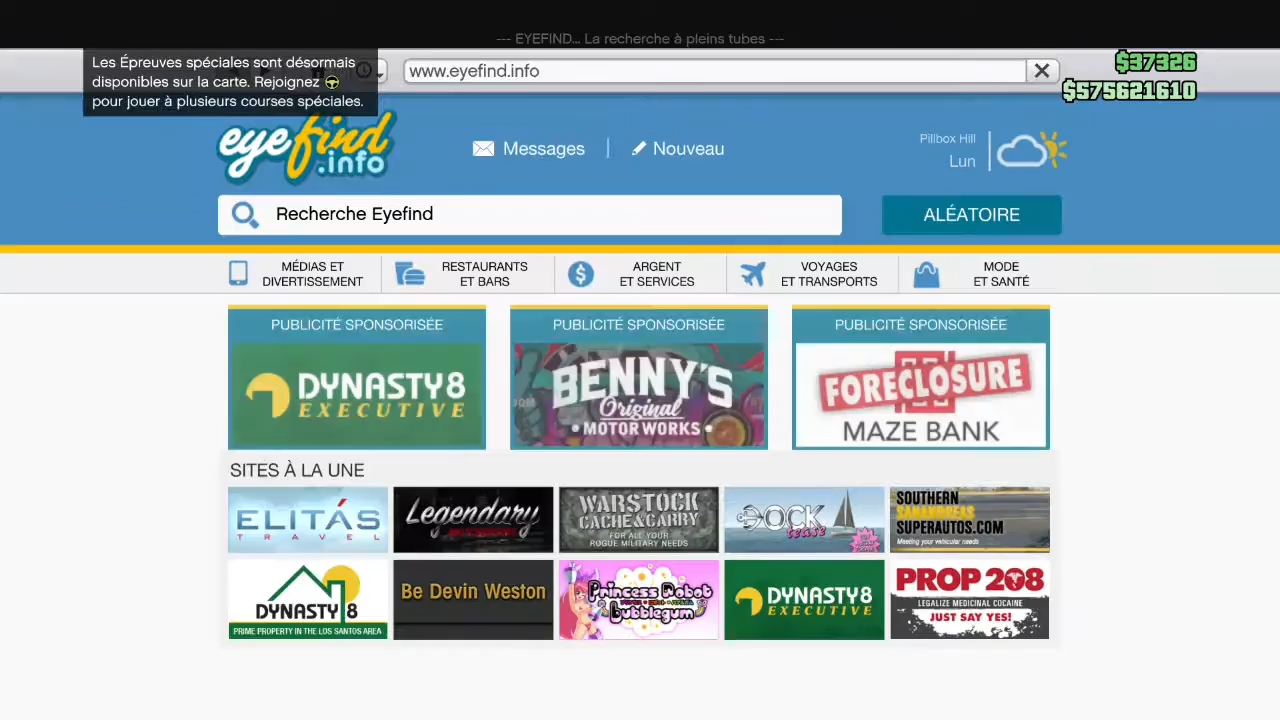 --- EYEFIND... La recherche à pleins tubes ---
Les Épreuves spéciales sont désormais
disponibles sur la carte. Rejoignez
pour jouer à plusieurs courses spéciales.
www.eyefind.info
$37326
$575621610
eyefind
.info
Messages
Nouveau
Pillbox Hill
Lun
Recherche Eyefind
ALÉATOIRE
MÉDIAS ET
DIVERTISSEMENT
RESTAURANTS
ET BARS
ARGENT
ET SERVICES
VOYAGES
ET TRANSPORTS
MODE
ET SANTÉ
PUBLICITÉ SPONSORISÉE
DYNASTY8
EXECUTIVE
PUBLICITÉ SPONSORISÉE
BENNY'S
Original
MOTORWORKS
PUBLICITÉ SPONSORISÉE
FORECLOSURE
MAZE BANK
SITES À LA UNE
ELITÁS
TRAVEL
Legendary
WARSTOCK
CACHE&CARRY
FOR ALL YOUR
ROGUE MILITARY NEEDS
DOCK
tease
SOUTHERN
SANANDREAS
SUPERAUTOS.COM
Meeting your vehicular needs
DYNASTY 8
PRIME PROPERTY IN THE LOS SANTOS AREA
Be Devin Weston
Princess Robot
Bubblegum
DYNASTY8
EXECUTIVE
PROP 208
LEGALIZE MEDICINAL COCAINE
JUST SAY YES!